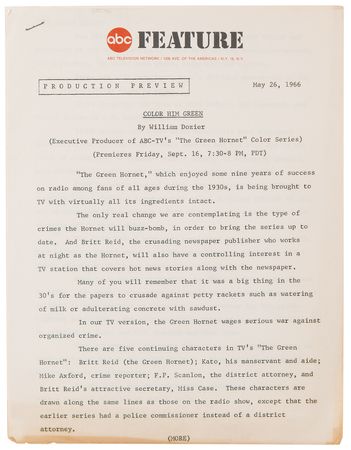 abc FEATURE
ABC TELEVISION NETWORK / 1330 AVE. OF THE AMERICAS / N.Y. 19, N.Y.
PRODUCTION PREVIEW
May 26, 1966
COLOR HIM GREEN
By William Dozier
(Executive Producer of ABC-TV's "The Green Hornet" Color Series)
(Premieres Friday, Sept. 16, 7:30-8 PM, PDT)
"The Green Hornet," which enjoyed some nine years of success
on radio among fans of all ages during the 1930s, is being brought to
TV with virtually all its ingredients intact.
The only real change we are contemplating is the type of
crimes the Hornet will buzz-bomb, in order to bring the series up to
date. And Britt Reid, the crusading newspaper publisher who works
at night as the Hornet, will also have a controlling interest in a
TV station that covers hot news stories along with the newspaper.
Many of you will remember that it was a big thing in the
30's for the papers to crusade against petty rackets such as watering
of milk or adulterating concrete with sawdust.
In our TV version, the Green Hornet wages serious war against
organized crime.
There are five continuing characters in TV's "The Green
Hornet": Britt Reid (the Green Hornet); Kato, his manservant and aide;
Mike Axford, crime reporter; F.P. Scanlon, the district attorney, and
Britt Reid's attractive secretary, Miss Case. These characters are
drawn along the same lines as those on the radio show, except that the
earlier series had a police commissioner instead of a district
attorney.
(MORE)